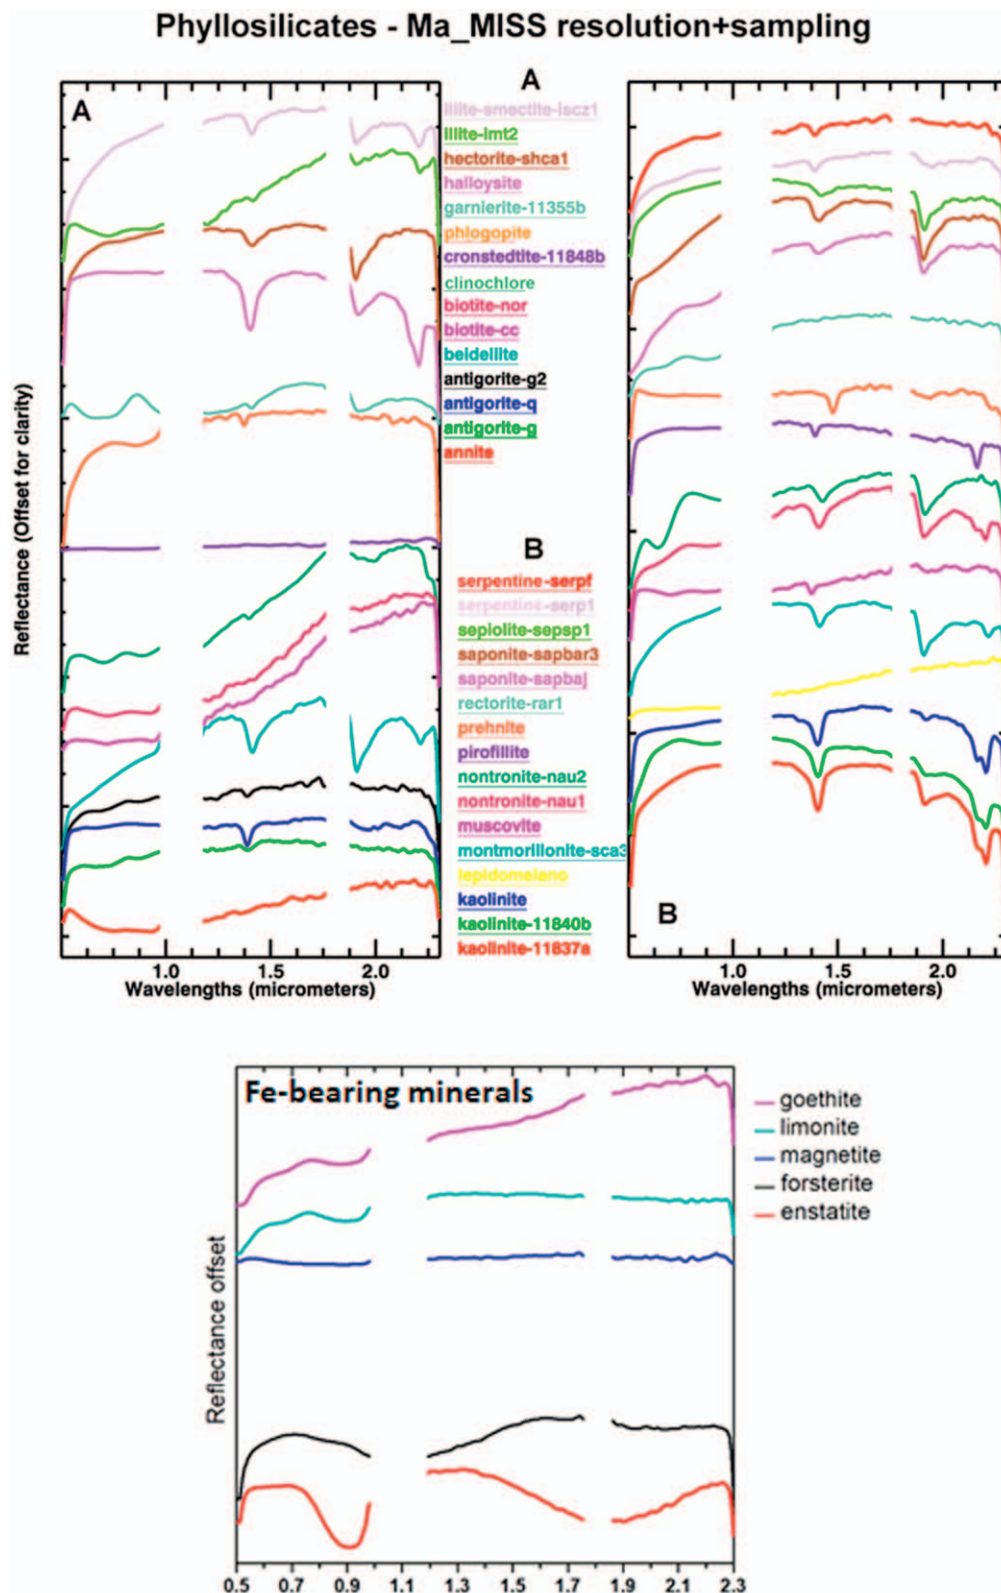 Phyllosilicates - Ma_MISS resolution+sampling
A
A
illite-smectite-iscz1
illite-imt2
hectorite-shca1
halloysite
garnierite-11355b
phlogopite
cronstedtite-11848b
clinochlore
biotite-nor
biotite-cc
beidellite
antigorite-g2
antigorite-q
antigorite-g
annite
B
serpentine-serpf
serpentine-serp1
sepiolite-sepsp1
saponite-sapbar3
saponite-sapbaj
rectorite-rar1
prehnite
pirofillite
nontronite-nau2
nontronite-nau1
muscovite
montmorillonite-sca3
lepidomelano
kaolinite
kaolinite-11840b
kaolinite-11837a
B
Reflectance (Offset for clarity)
1.0 1.5 2.0
Wavelengths (micrometers)
1.0 1.5 2.0
Wavelengths (micrometers)
Fe-bearing minerals
goethite
limonite
magnetite
forsterite
enstatite
Reflectance offset
0.5 0.7 0.9 1.1 1.3 1.5 1.7 1.9 2.1 2.3